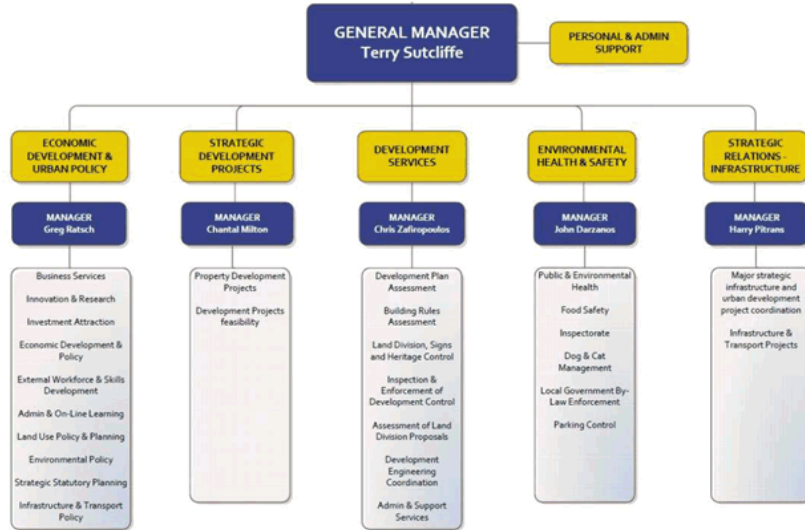 GENERAL MANAGER
Terry Sutcliffe
PERSONAL & ADMIN
SUPPORT
ECONOMIC
DEVELOPMENT &
URBAN POLICY
MANAGER
Greg Ratsch
Business Services
Innovation & Research
Investment Attraction
Economic Development &
Policy
External Workforce & Skills
Development
Admin & On-Line Learning
Land Use Policy & Planning
Environmental Policy
Strategic Statutory Planning
Infrastructure & Transport
Policy
STRATEGIC
DEVELOPMENT
PROJECTS
MANAGER
Chantal Milton
Property Development
Projects
Development Projects
feasibility
DEVELOPMENT
SERVICES
MANAGER
Chris Zafiropoulos
Development Plan
Assessment
Building Rules
Assessment
Land Division, Signs
and Heritage Control
Inspection &
Enforcement of
Development Control
Assessment of Land
Division Proposals
Development
Engineering
Coordination
Admin & Support
Services
ENVIRONMENTAL
HEALTH & SAFETY
MANAGER
John Darzanos
Public & Environmental
Health
Food Safety
Inspectorate
Dog & Cat
Management
Local Government By-
Law Enforcement
Parking Control
STRATEGIC
RELATIONS -
INFRASTRUCTURE
MANAGER
Harry Pitrans
Major strategic
infrastructure and
urban development
project coordination
Infrastructure &
Transport Projects